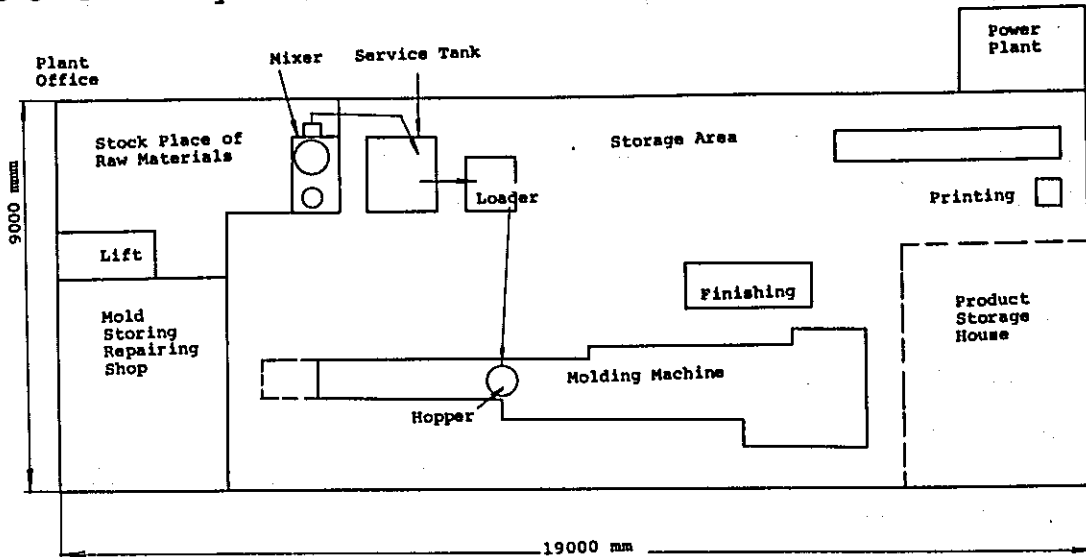 Power
Plant
Plant
Office
Mixer
Service Tank
Stock Place of
Raw Materials
Storage Area
Loader
Printing
9000 mmm
Lift
Finishing
Mold
Storing
Repairing
Shop
Product
Storage
House
Molding Machine
Hopper
19000 mm